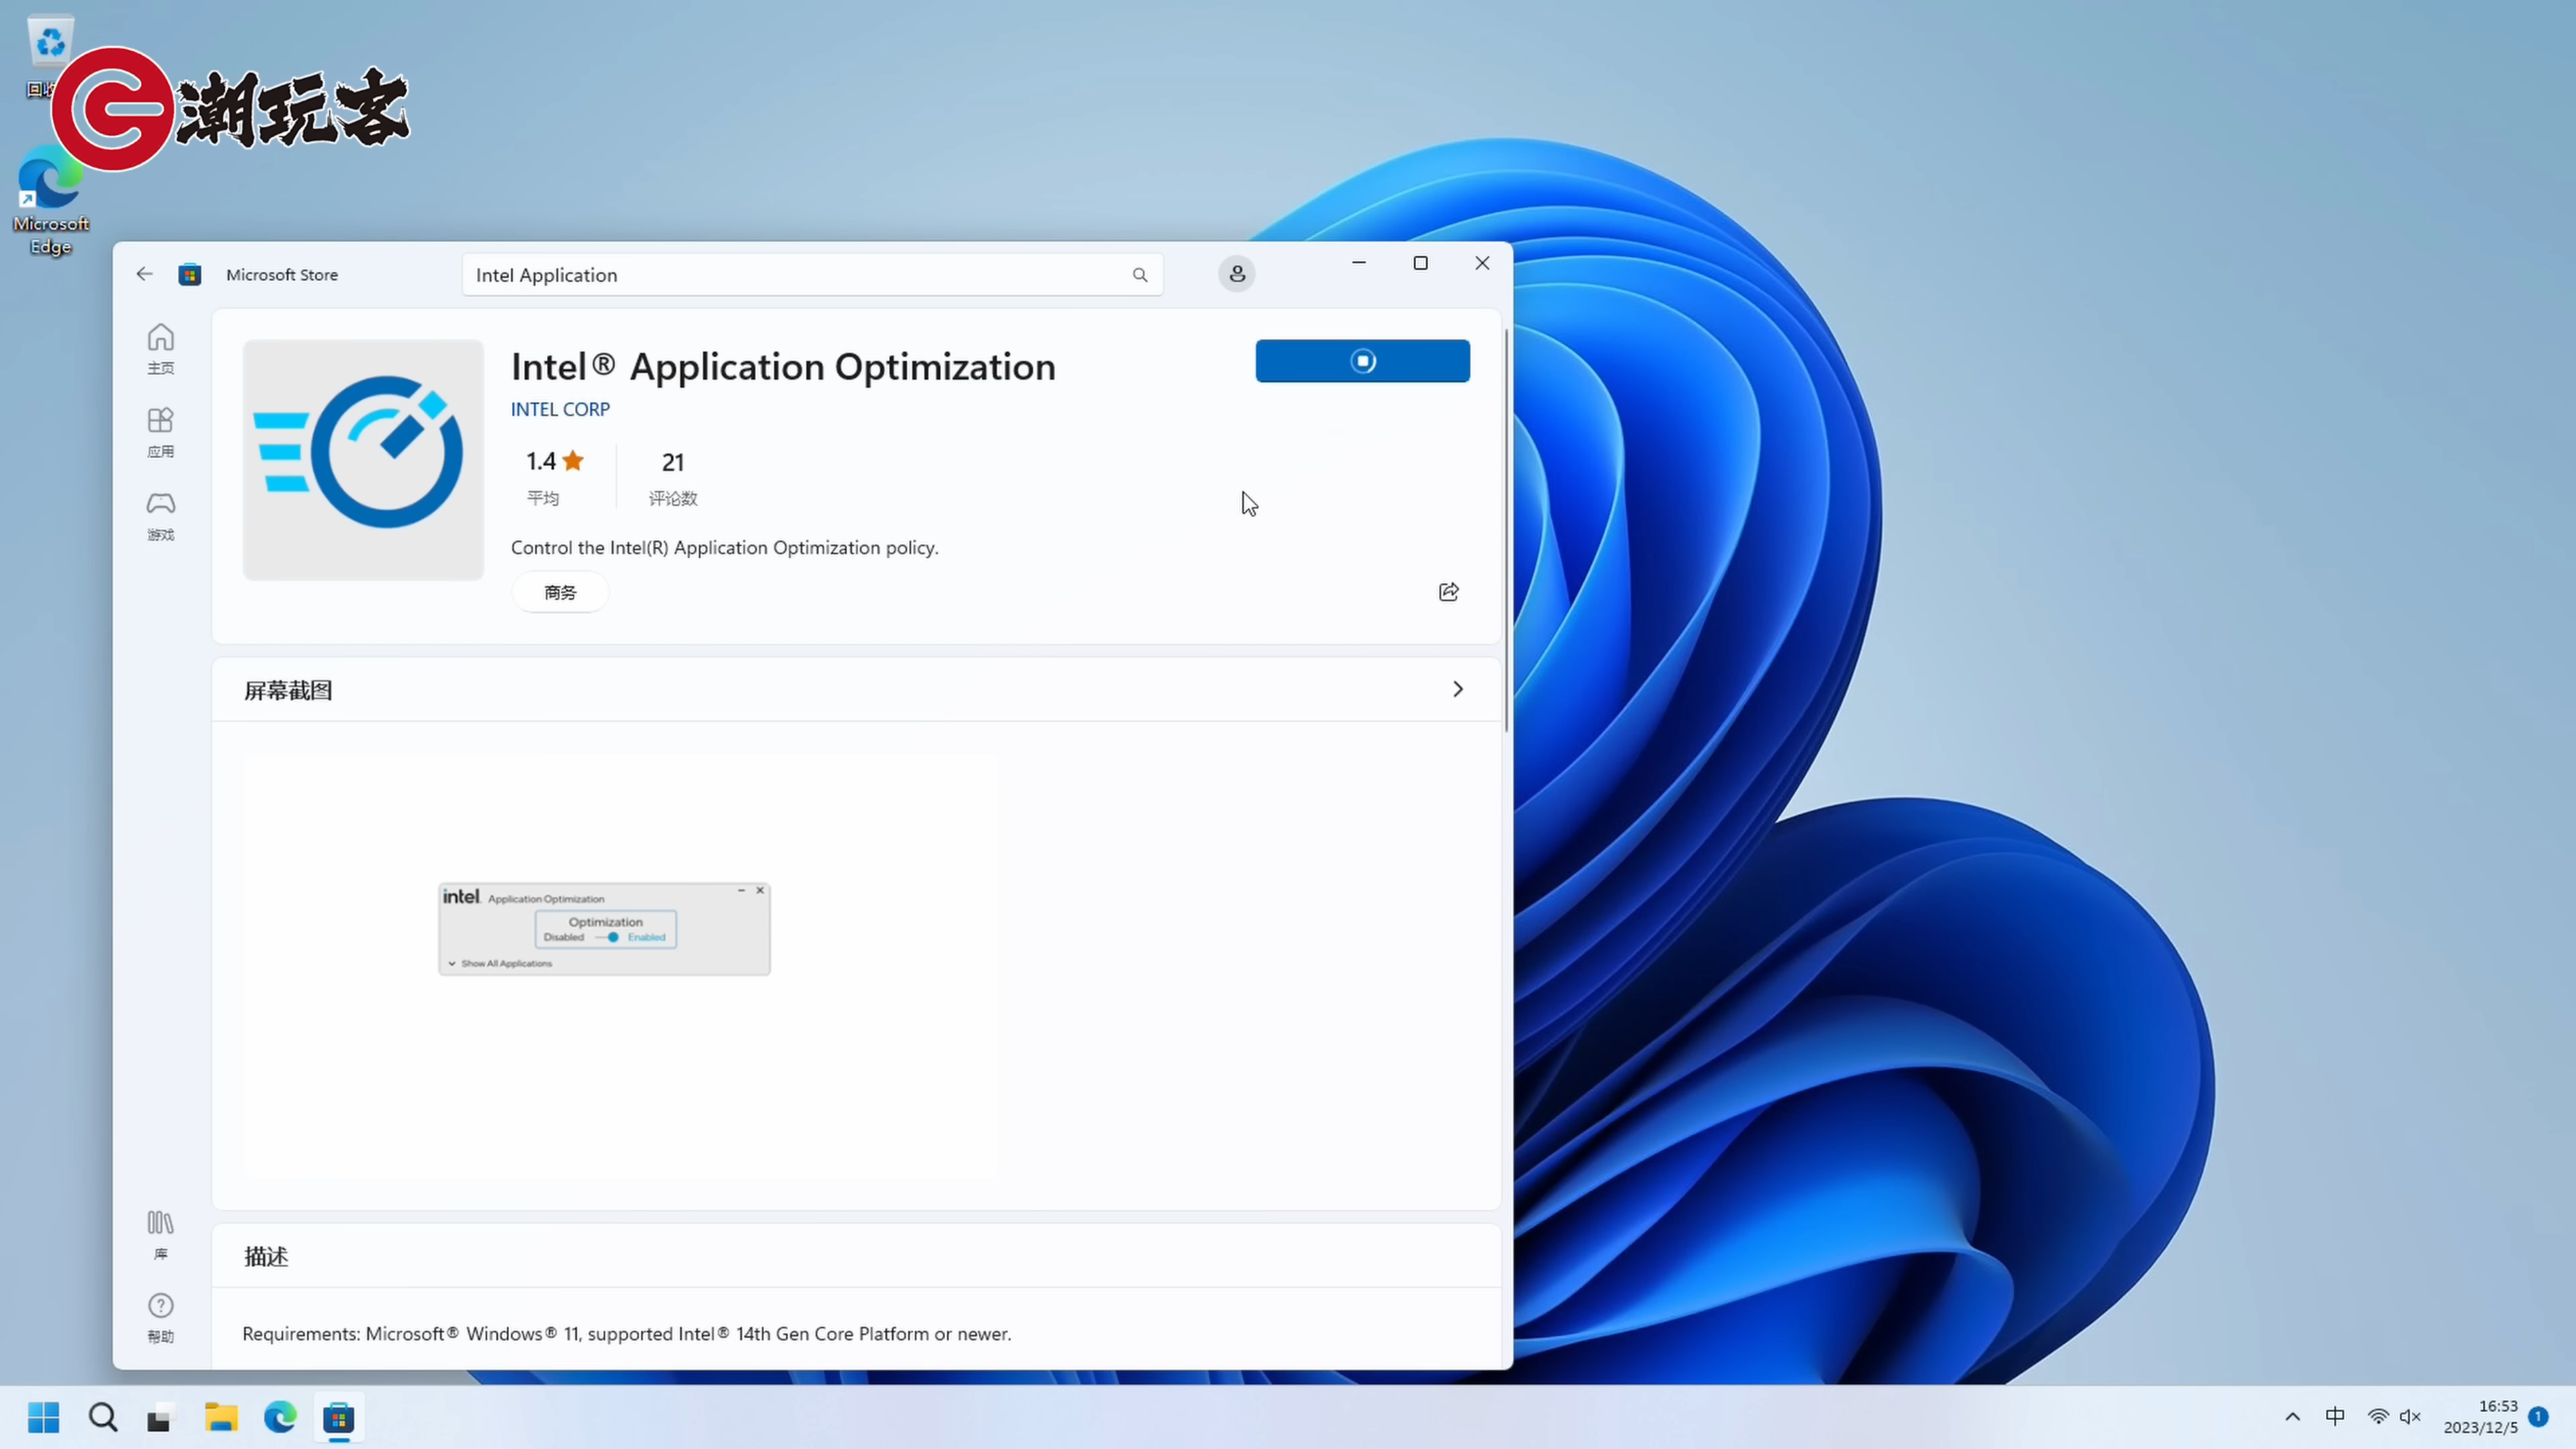 回收
潮玩客
Microsoft
Edge
Microsoft Store
Intel Application
主页
应用
游戏
Intel® Application Optimization
INTEL CORP
1.4
平均
21
评论数
Control the Intel(R) Application Optimization policy.
商务
屏幕截图
intel. Application Optimization
Optimization
Disabled Enabled
Show All Applications
库
帮助
描述
Requirements: Microsoft® Windows® 11, supported Intel® 14th Gen Core Platform or newer.
中
16:53
2023/12/5
1